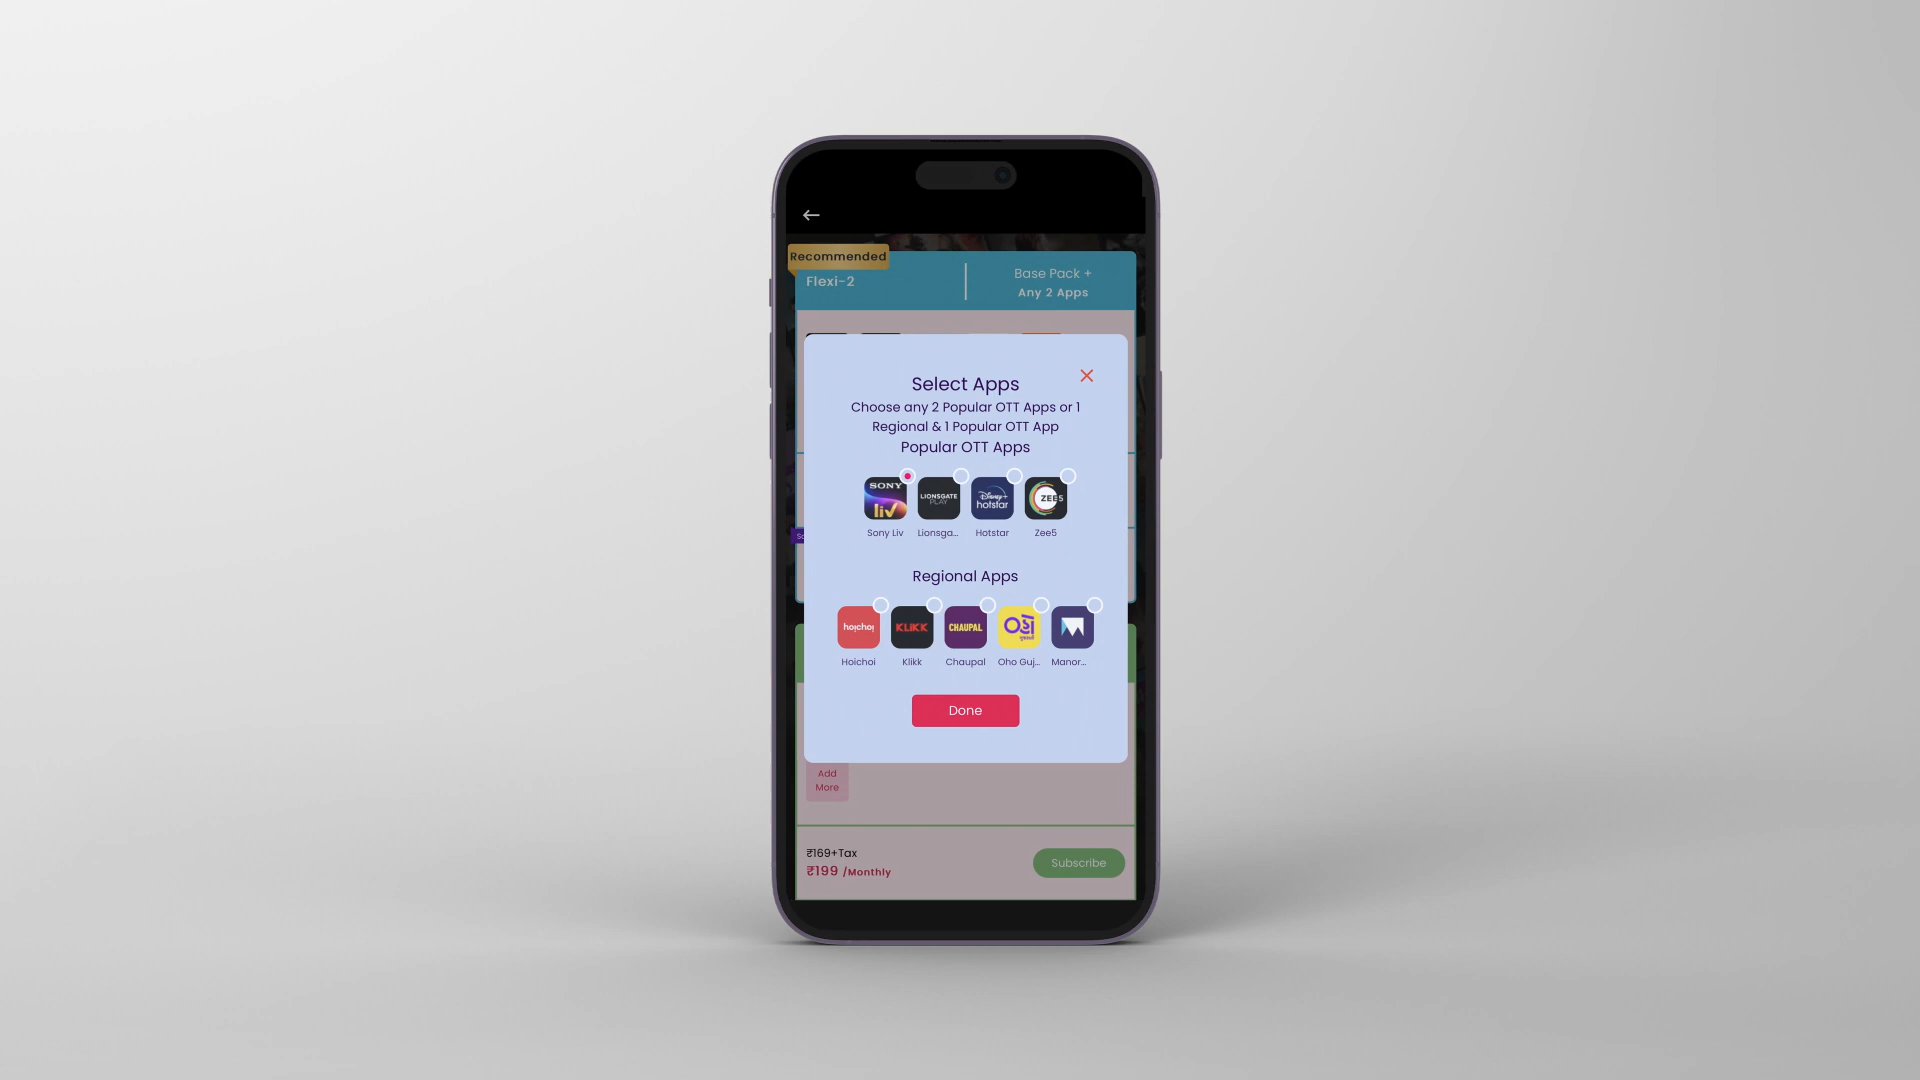 Recommended
Flexi-2
Base Pack +
Any 2 Apps
Select Apps
Choose any 2 Popular OTT Apps or 1
Regional & 1 Popular OTT App
Popular OTT Apps
SONY
liv
LIONSGATE
PLAY
Disney+
hotstar
ZEE5
Sony Liv
Lionsga...
Hotstar
Zee5
Regional Apps
hoichoi
KLiKK
CHAUPAL
Hoichoi
Klikk
Chaupal
Oho Guj...
Manor...
Done
Add
More
₹169+Tax
₹199 /Monthly
Subscribe